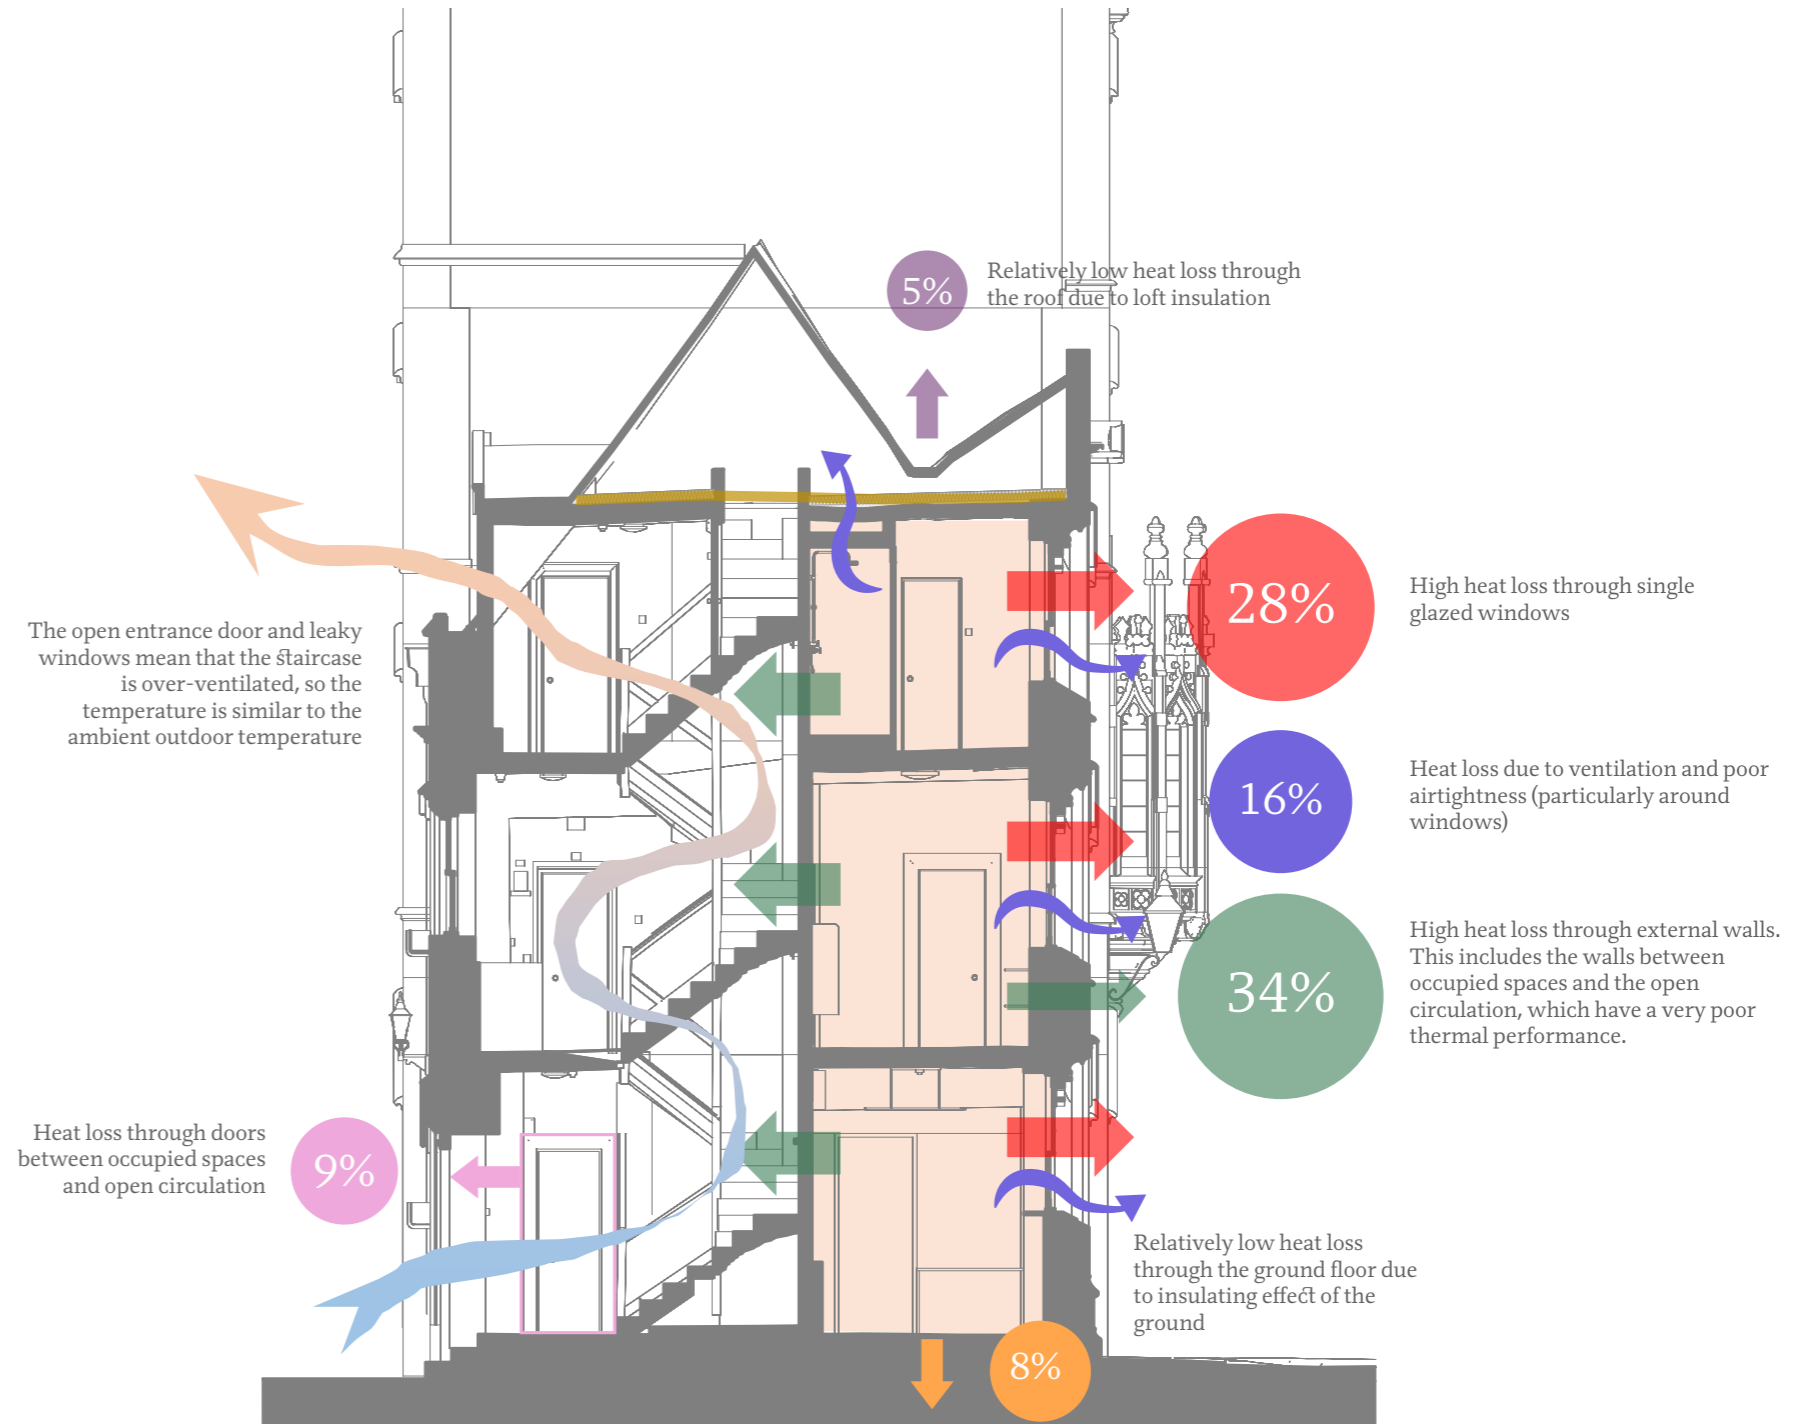 5%
Relatively low heat loss through
the roof due to loft insulation
28%
High heat loss through single
glazed windows
The open entrance door and leaky
windows mean that the staircase
is over-ventilated, so the
temperature is similar to the
ambient outdoor temperature
16%
Heat loss due to ventilation and poor
airtightness (particularly around
windows)
34%
High heat loss through external walls.
This includes the walls between
occupied spaces and the open
circulation, which have a very poor
thermal performance.
Heat loss through doors
between occupied spaces
and open circulation
9%
Relatively low heat loss
through the ground floor due
to insulating effect of the
ground
8%